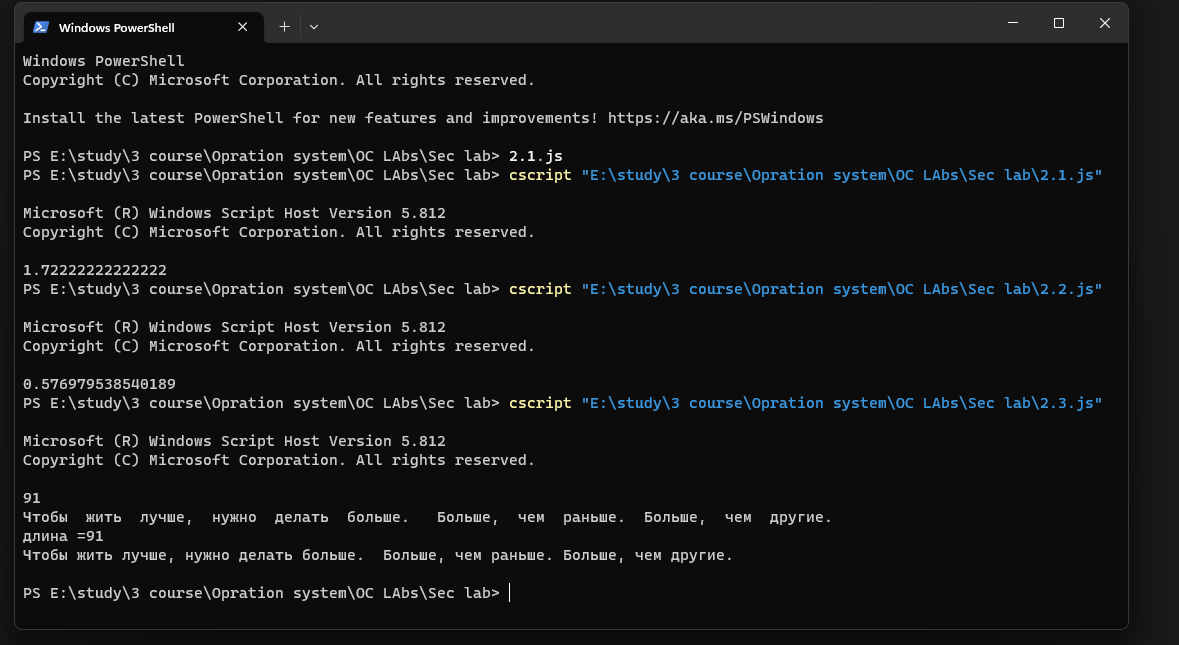 Windows PowerShell
Windows PowerShell
Copyright (C) Microsoft Corporation. All rights reserved.
Install the latest PowerShell for new features and improvements! https://aka.ms/PSWindows
PS E:\study\3 course\Opration system\OC LAbs\Sec lab> 2.1.js
PS E:\study\3 course\Opration system\OC LAbs\Sec lab> cscript "E:\study\3 course\Opration system\OC LAbs\Sec lab\2.1.js"
Microsoft (R) Windows Script Host Version 5.812
Copyright (C) Microsoft Corporation. All rights reserved.
1.72222222222222
PS E:\study\3 course\Opration system\OC LAbs\Sec lab> cscript "E:\study\3 course\Opration system\OC LAbs\Sec lab\2.2.js"
Microsoft (R) Windows Script Host Version 5.812
Copyright (C) Microsoft Corporation. All rights reserved.
0.576979538540189
PS E:\study\3 course\Opration system\OC LAbs\Sec lab> cscript "E:\study\3 course\Opration system\OC LAbs\Sec lab\2.3.js"
Microsoft (R) Windows Script Host Version 5.812
Copyright (C) Microsoft Corporation. All rights reserved.
91
Чтобы  жить  лучше,  нужно  делать  больше.   Больше,  чем  раньше.  Больше,  чем  другие.
длина =91
Чтобы жить лучше, нужно делать больше.  Больше, чем раньше. Больше, чем другие.
PS E:\study\3 course\Opration system\OC LAbs\Sec lab>